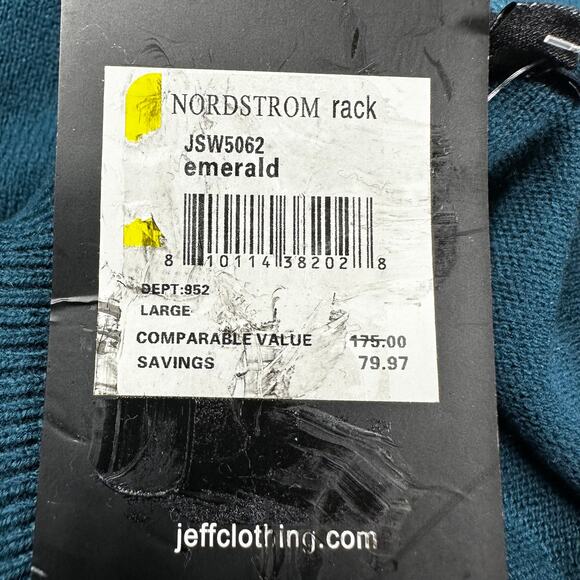 NORDSTROM rack
JSW5062
emerald
8 10114 38202 8
DEPT:952
LARGE
COMPARABLE VALUE 175.00
SAVINGS 79.97
jeffclothing.com